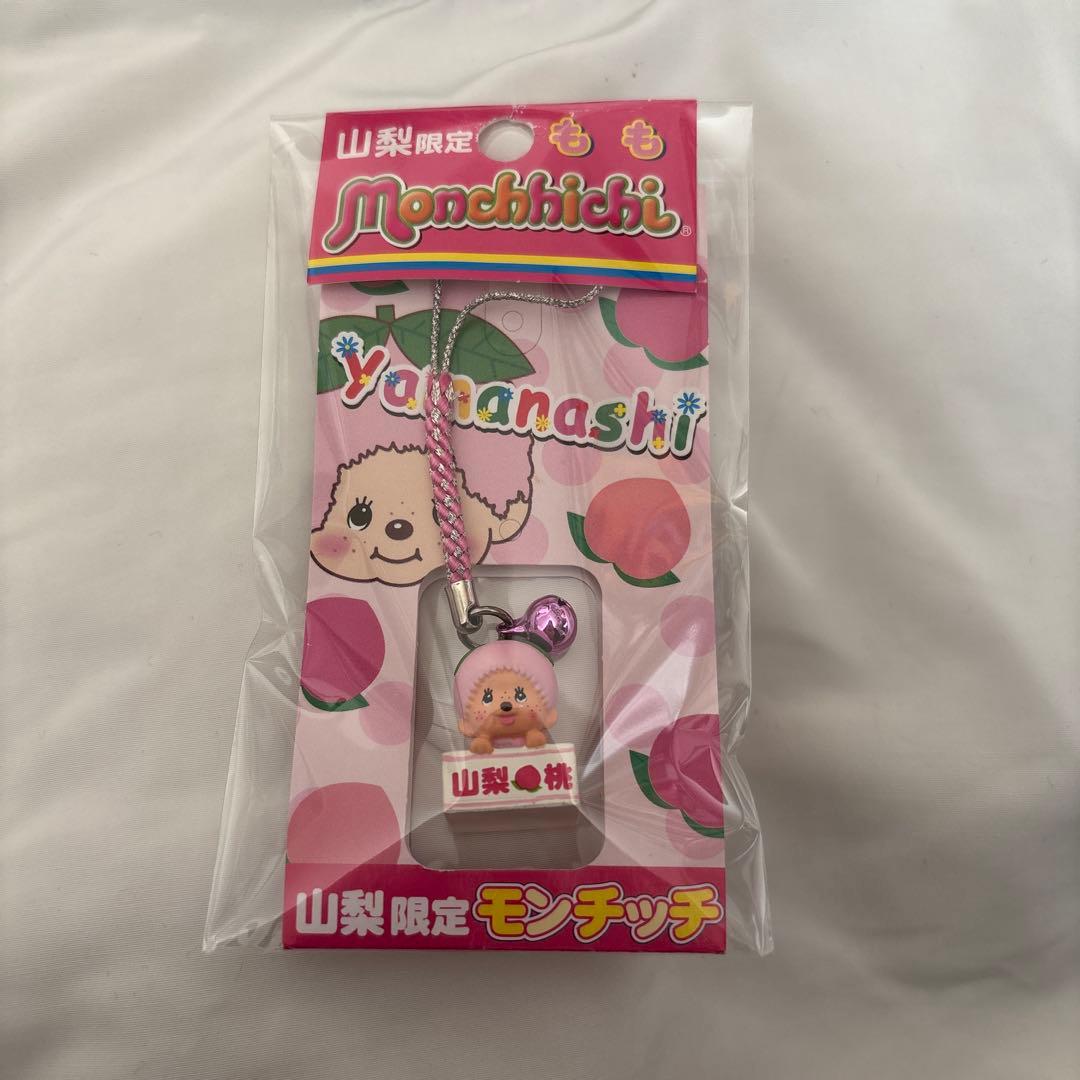 山梨限定 もも
Monchhichi®
yamanashi
山梨 桃
山梨限定 モンチッチ